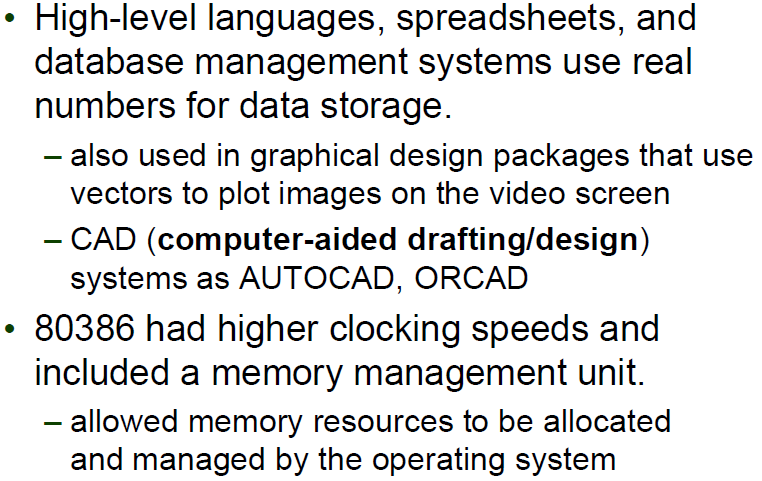 • High-level languages, spreadsheets, and
database management systems use real
numbers for data storage.
– also used in graphical design packages that use
vectors to plot images on the video screen
– CAD (computer-aided drafting/design)
systems as AUTOCAD, ORCAD
• 80386 had higher clocking speeds and
included a memory management unit.
– allowed memory resources to be allocated
and managed by the operating system